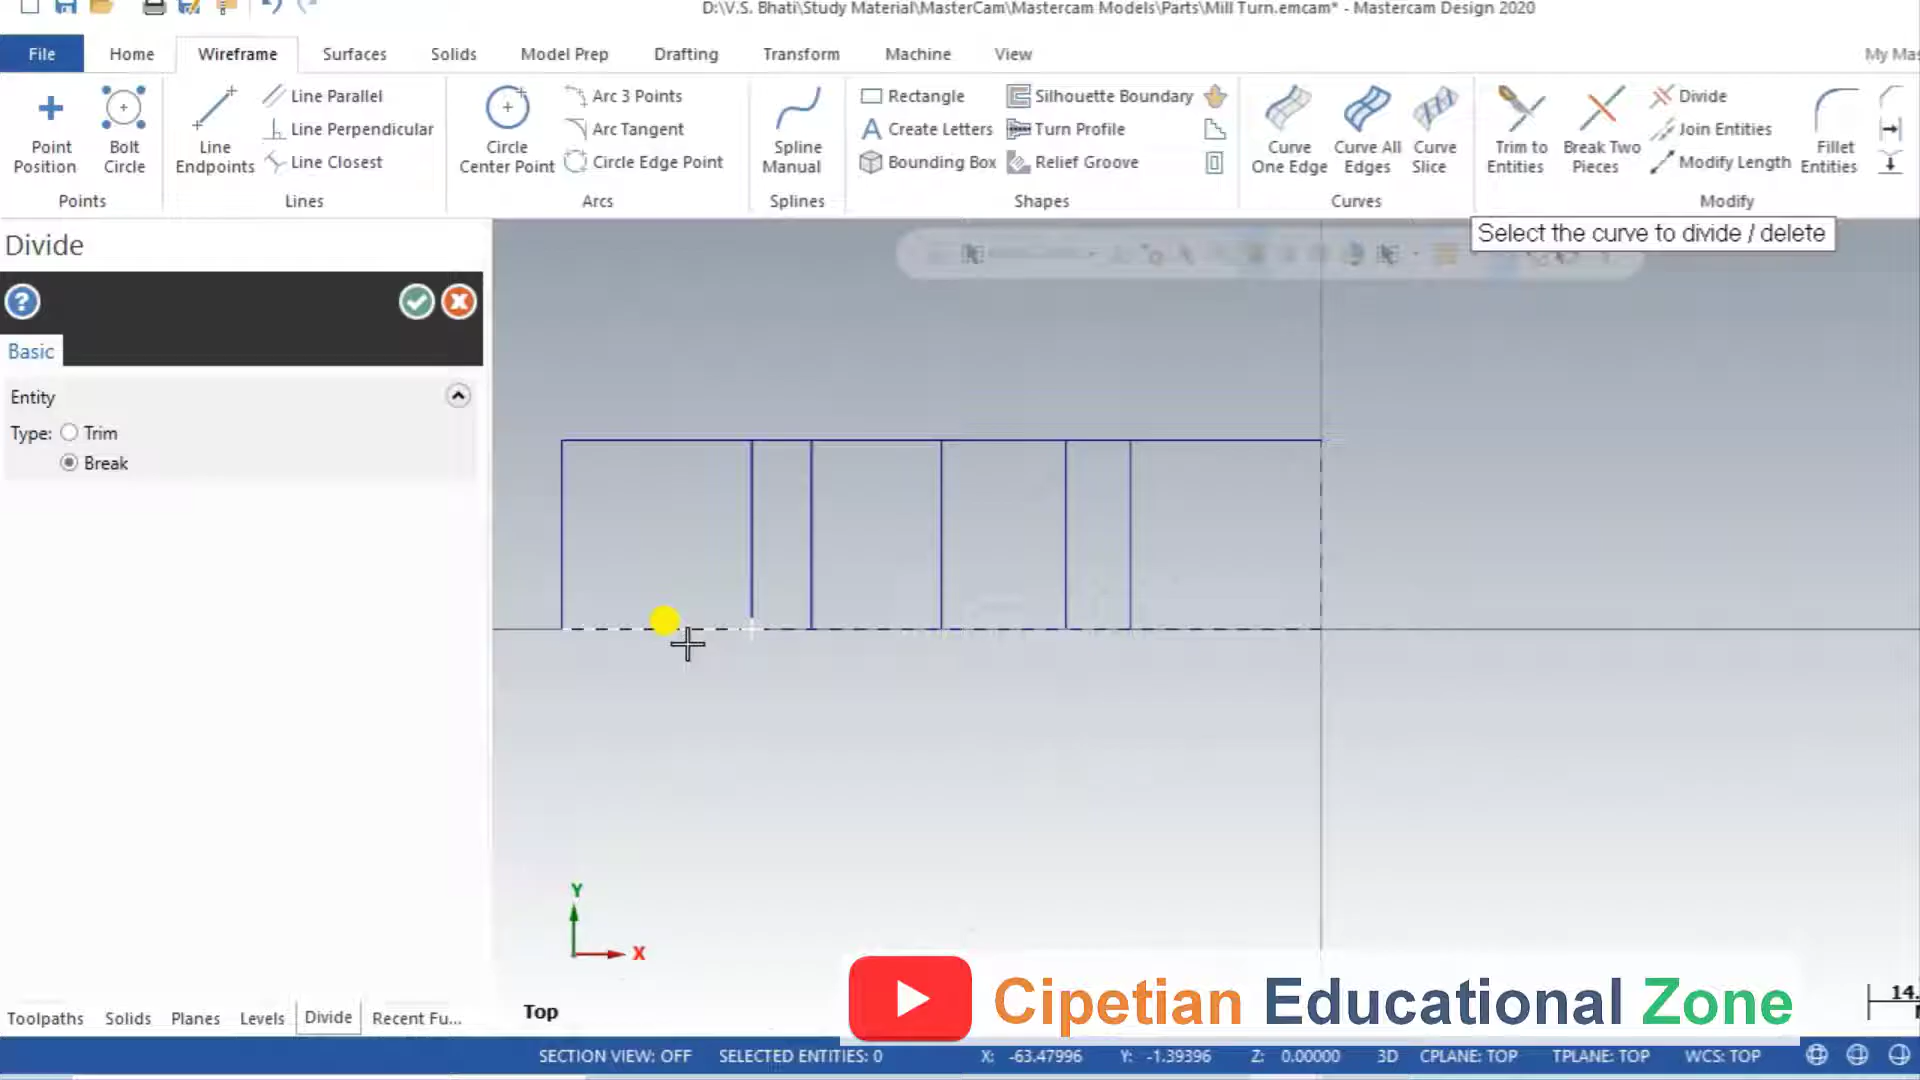 D:\V.S. Bhati\Study Material\MasterCam\Mastercam Models\Parts\Mill Turn.emcam* - Mastercam Design 2020
File Home Wireframe Surfaces Solids Model Prep Drafting Transform Machine View My Mas
Point Position
Bolt Circle
Points
Line Endpoints
Line Parallel
Line Perpendicular
Line Closest
Lines
Circle Center Point
Arc 3 Points
Arc Tangent
Circle Edge Point
Arcs
Spline Manual
Splines
Rectangle
Create Letters
Bounding Box
Silhouette Boundary
Turn Profile
Relief Groove
Shapes
Curve One Edge
Curve All Edges
Curve Slice
Curves
Trim to Entities
Break Two Pieces
Divide
Join Entities
Modify Length
Fillet Entities
Modify
Select the curve to divide / delete
Divide
Basic
Entity
Type: Trim
Break
Y
X
Top
14.
Cipetian Educational Zone
Toolpaths Solids Planes Levels Divide Recent Fu...
SECTION VIEW: OFF SELECTED ENTITIES: 0 X: -63.47996 Y: -1.39396 Z: 0.00000 3D CPLANE: TOP TPLANE: TOP WCS: TOP